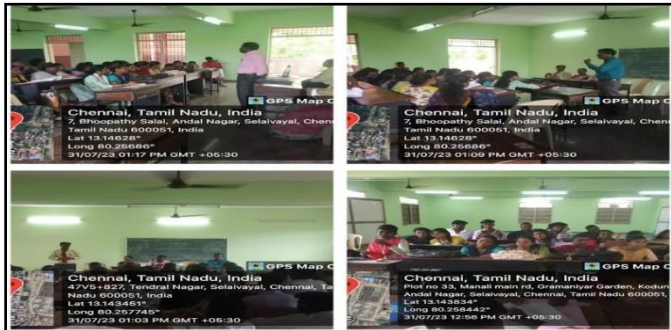 GPS Map C
Chennai, Tamil Nadu, India
7, Bhoopathy Salai, Andal Nagar, Selaivayal, Chen
Tamil Nadu 600051, India
Lat 13.14628°
Long 80.25686°
31/07/23 01:17 PM GMT +05:30
GPS Map C
Chennai, Tamil Nadu, India
7, Bhoopathy Salai, Andal Nagar, Selaivayal, Chenn
Tamil Nadu 600051, India
Lat 13.14628°
Long 80.25686°
31/07/23 01:09 PM GMT +05:30
GPS Map C
Chennai, Tamil Nadu, India
47V5+827, Tendral Nagar, Selaivayal, Chennai, Ta
Nadu 600051, India
Lat 13.143451°
Long 80.257745°
31/07/23 01:03 PM GMT +05:30
GPS Map C
Chennai, Tamil Nadu, India
Plot no 33, Manali main rd, Gramaniyar Garden, Kodun
Andal Nagar, Selaivayal, Chennai, Tamil Nadu 600051,
Lat 13.143834°
Long 80.258442°
31/07/23 12:56 PM GMT +05:30